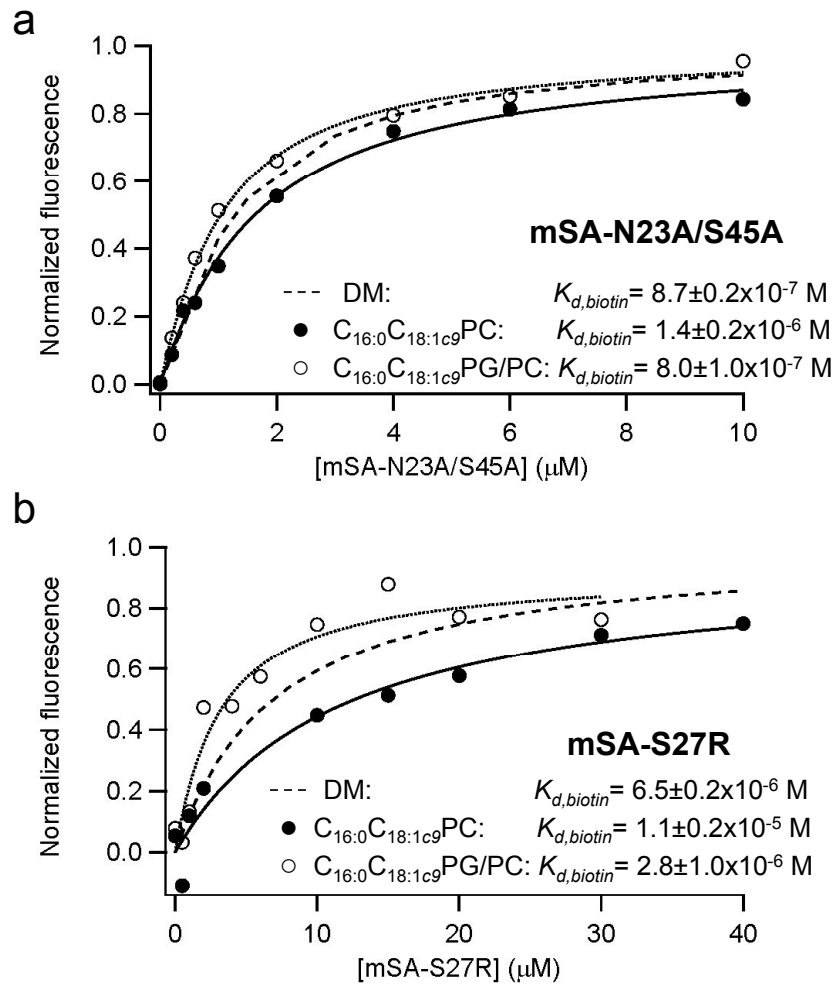 a
1.0
0.8
0.6
0.4
0.2
0.0
Normalized fluorescence
mSA-N23A/S45A
DM: K_d,biotin= 8.7±0.2x10⁻⁷ M
C₁₆:₀C₁₈:₁c₉PC: K_d,biotin= 1.4±0.2x10⁻⁶ M
C₁₆:₀C₁₈:₁c₉PG/PC: K_d,biotin= 8.0±1.0x10⁻⁷ M
0 2 4 6 8 10
[mSA-N23A/S45A] (μM)
b
1.0
0.8
0.6
0.4
0.2
0.0
Normalized fluorescence
mSA-S27R
DM: K_d,biotin= 6.5±0.2x10⁻⁶ M
C₁₆:₀C₁₈:₁c₉PC: K_d,biotin= 1.1±0.2x10⁻⁵ M
C₁₆:₀C₁₈:₁c₉PG/PC: K_d,biotin= 2.8±1.0x10⁻⁶ M
0 10 20 30 40
[mSA-S27R] (μM)